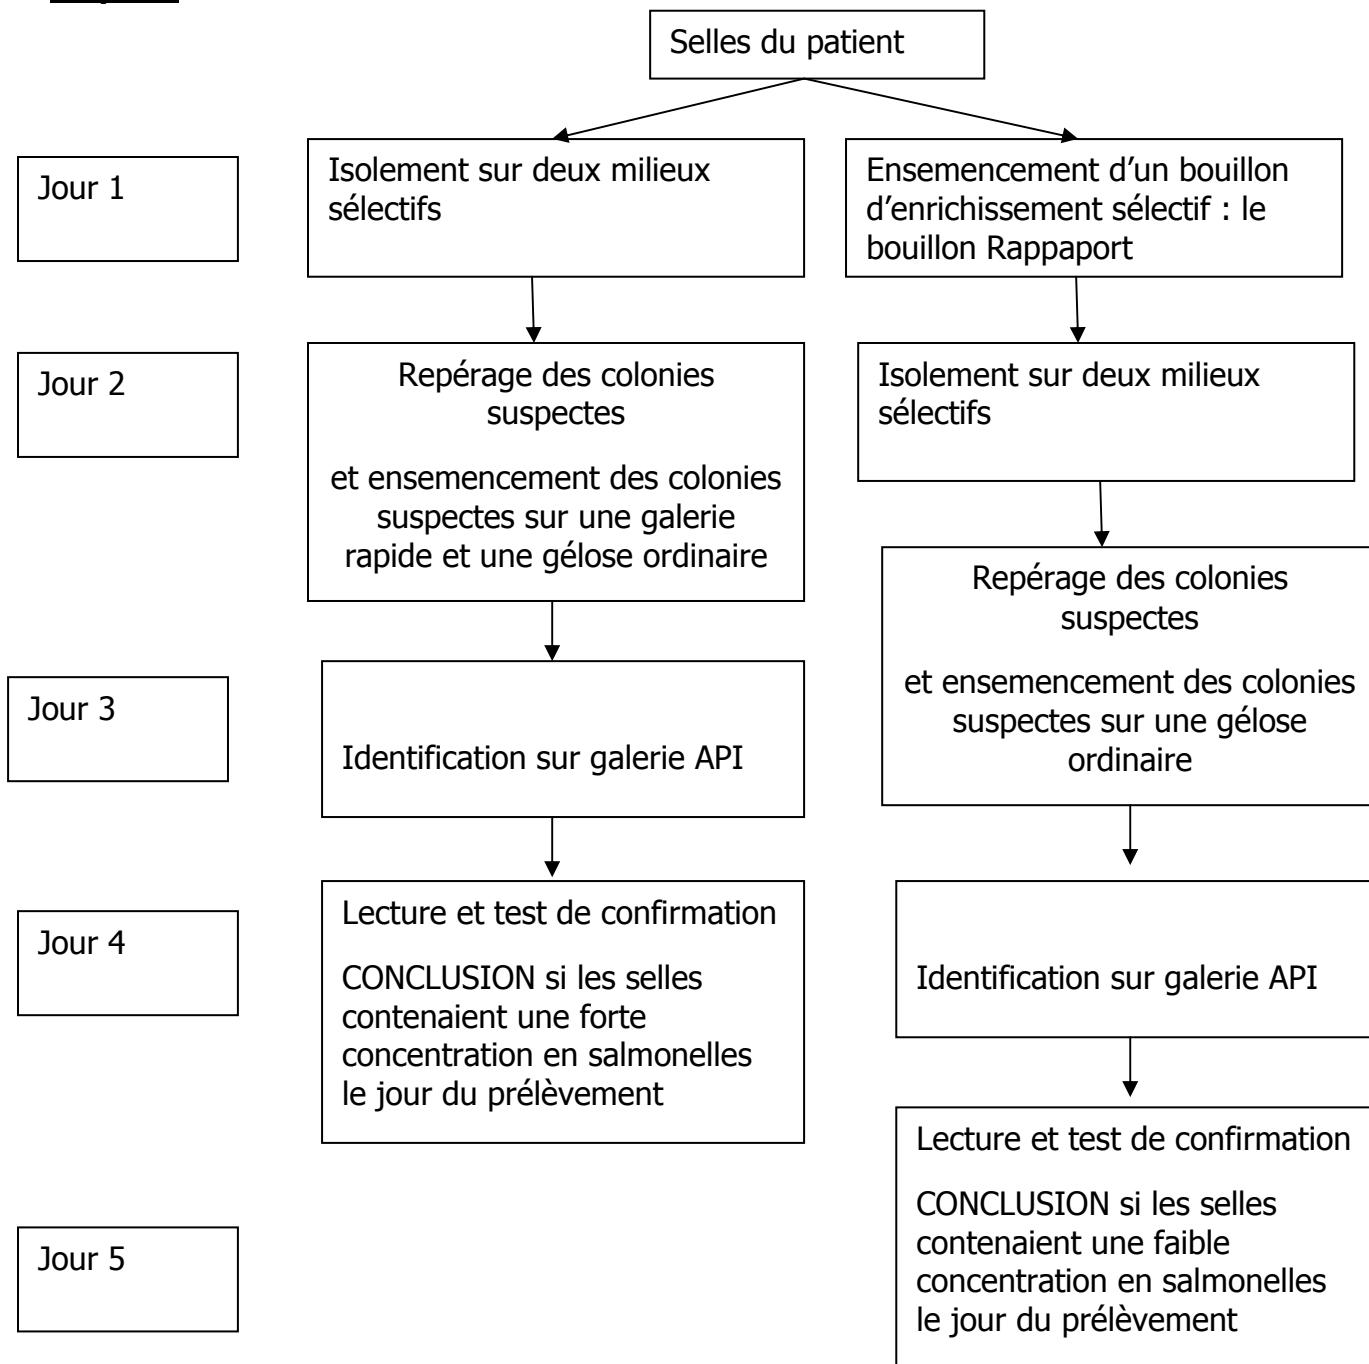 Selles du patient
Jour 1
Isolement sur deux milieux
sélectifs
Ensemencement d'un bouillon
d'enrichissement sélectif : le
bouillon Rappaport
Jour 2
Repérage des colonies
suspectes
et ensemencement des colonies
suspectes sur une galerie
rapide et une gélose ordinaire
Isolement sur deux milieux
sélectifs
Jour 3
Identification sur galerie API
Repérage des colonies
suspectes
et ensemencement des colonies
suspectes sur une gélose
ordinaire
Jour 4
Lecture et test de confirmation
CONCLUSION si les selles
contenaient une forte
concentration en salmonelles
le jour du prélèvement
Identification sur galerie API
Jour 5
Lecture et test de confirmation
CONCLUSION si les selles
contenaient une faible
concentration en salmonelles
le jour du prélèvement